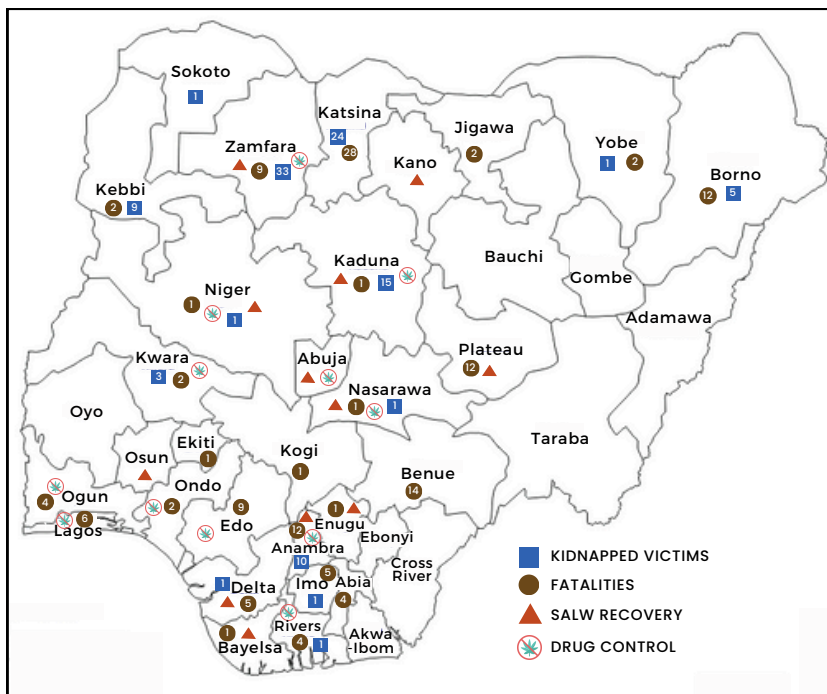 Sokoto
1
Katsina
24
28
Zamfara
9
33
Jigawa
2
Kano
Yobe
1
2
Borno
12
5
Kebbi
2
9
Kaduna
1
15
Bauchi
Gombe
Niger
1
1
Adamawa
Kwara
3
2
Abuja
Plateau
12
Nasarawa
1
1
Oyo
Osun
Ekiti
1
Kogi
1
Taraba
Benue
14
Ogun
4
Ondo
2
Lagos
6
9
Edo
Enugu
1
12
Anambra
10
Ebonyi
Cross
River
Delta
1
5
Imo
5
1
Abia
4
Rivers
4
1
Bayelsa
1
Akwa
-Ibom
KIDNAPPED VICTIMS
FATALITIES
SALW RECOVERY
DRUG CONTROL